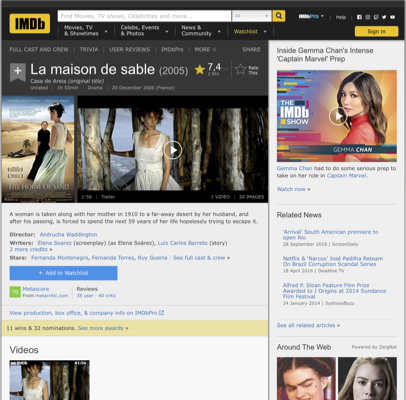 IMDb
Find Movies, TV shows, Celebrities and more...
All
Movies, TV
& Showtimes
Celebs, Events
& Photos
News &
Community
Watchlist
IMDbPro
Help
Sign in
FULL CAST AND CREW | TRIVIA | USER REVIEWS | IMDbPro | MORE
SHARE
+ La maison de sable (2005)
Casa de Areia (original title)
Unrated | 1h 55min | Drama | 20 December 2006 (France)
7,4
Rate
This
THE HOUSE OF SAND
1:56 | Trailer
1 VIDEO | 20 IMAGES
A woman is taken along with her mother in 1910 to a far-away desert by her husband, and
after his passing, is forced to spend the next 59 years of her life hopelessly trying to escape it.
Director: Andrucha Waddington
Writers: Elena Soarez (screenplay) (as Elena Soárez), Luiz Carlos Barreto (story)
2 more credits »
Stars: Fernanda Montenegro, Fernanda Torres, Ruy Guerra | See full cast & crew »
+ Add to Watchlist
Metascore
From metacritic.com
Reviews
35 user | 40 critic
View production, box office, & company info on IMDbPro
11 wins & 32 nominations. See more awards »
Videos
01:56
Inside Gemma Chan's Intense
'Captain Marvel' Prep
THE
IMDb
SHOW
GEMMA CHAN
Gemma Chan had to do some serious prep to
take on her role in Captain Marvel.
Watch now »
Related News
'Arrival' South American premiere to
open Rio
28 September 2016 | ScreenDaily
Netflix & 'Narcos' José Padilha Reteam
On Brazil Corruption Scandal Series
18 April 2016 | Deadline TV
Alfred P. Sloan Feature Film Prize
Awarded to I Origins at 2014 Sundance
Film Festival
24 January 2014 | SydneysBuzz
See all related articles »
Around The Web
Powered by ZergNet